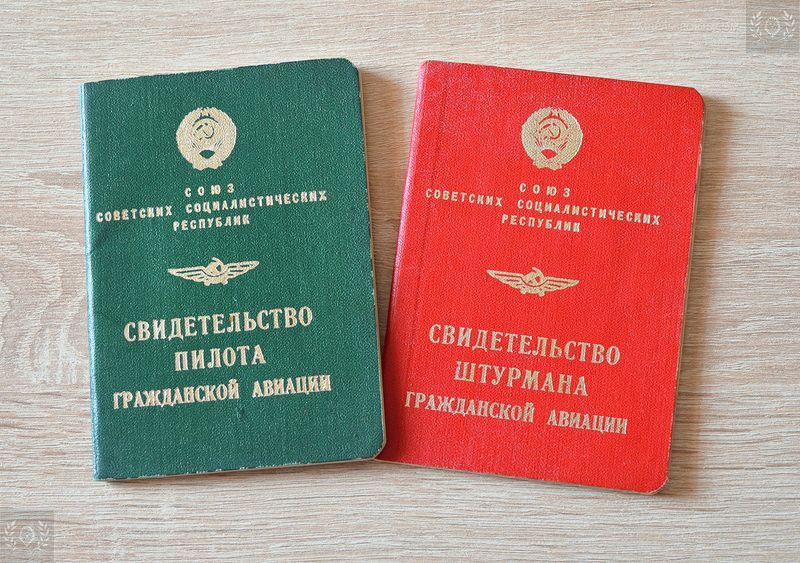 СОЮЗ
СОВЕТСКИХ СОЦИАЛИСТИЧЕСКИХ
РЕСПУБЛИК
СВИДЕТЕЛЬСТВО
ПИЛОТА
ГРАЖДАНСКОЙ АВИАЦИИ
СОЮЗ
СОВЕТСКИХ СОЦИАЛИСТИЧЕСКИХ
РЕСПУБЛИК
СВИДЕТЕЛЬСТВО
ШТУРМАНА
ГРАЖДАНСКОЙ АВИАЦИИ